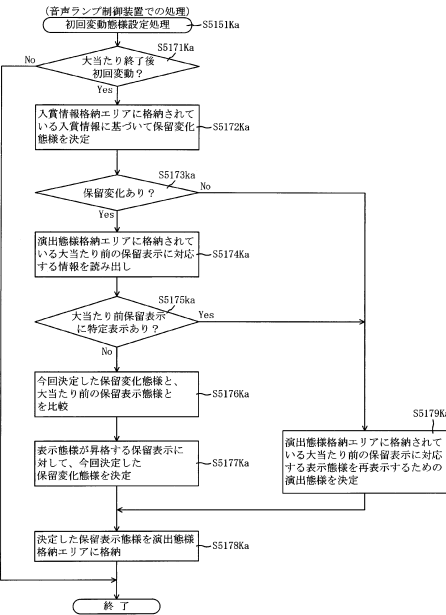 (音声ランプ制御装置での処理)
初回変動態様設定処理
S5151Ka
S5171Ka
大当たり終了後
初回変動？
No
Yes
入賞情報格納エリアに格納されて
いる入賞情報に基づいて保留変化
態様を決定
S5172Ka
S5173ka
保留変化あり？
No
Yes
演出態様格納エリアに格納されて
いる大当たり前の保留表示に対応
する情報を読み出し
S5174Ka
S5175ka
大当たり前保留表示
に特定表示あり？
Yes
No
今回決定した保留変化態様と、
大当たり前の保留表示態様と
を比較
S5176Ka
表示態様が昇格する保留表示に
対して、今回決定した
保留変化態様を決定
S5177Ka
S5179Ka
演出態様格納エリアに格納されて
いる大当たり前の保留表示に対応
する表示態様を再表示するための
演出態様を決定
決定した保留表示態様を演出態様
格納エリアに格納
S5178Ka
終了